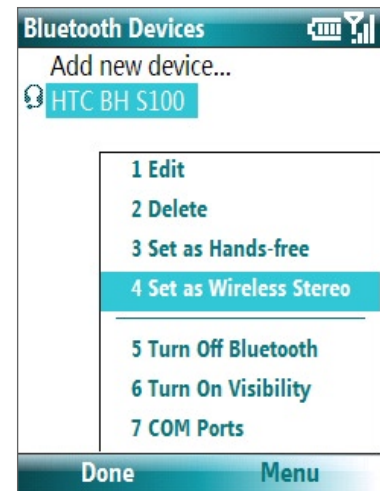 Bluetooth Devices
Add new device...
HTC BH S100
1 Edit
2 Delete
3 Set as Hands-free
4 Set as Wireless Stereo
5 Turn Off Bluetooth
6 Turn On Visibility
7 COM Ports
Done Menu